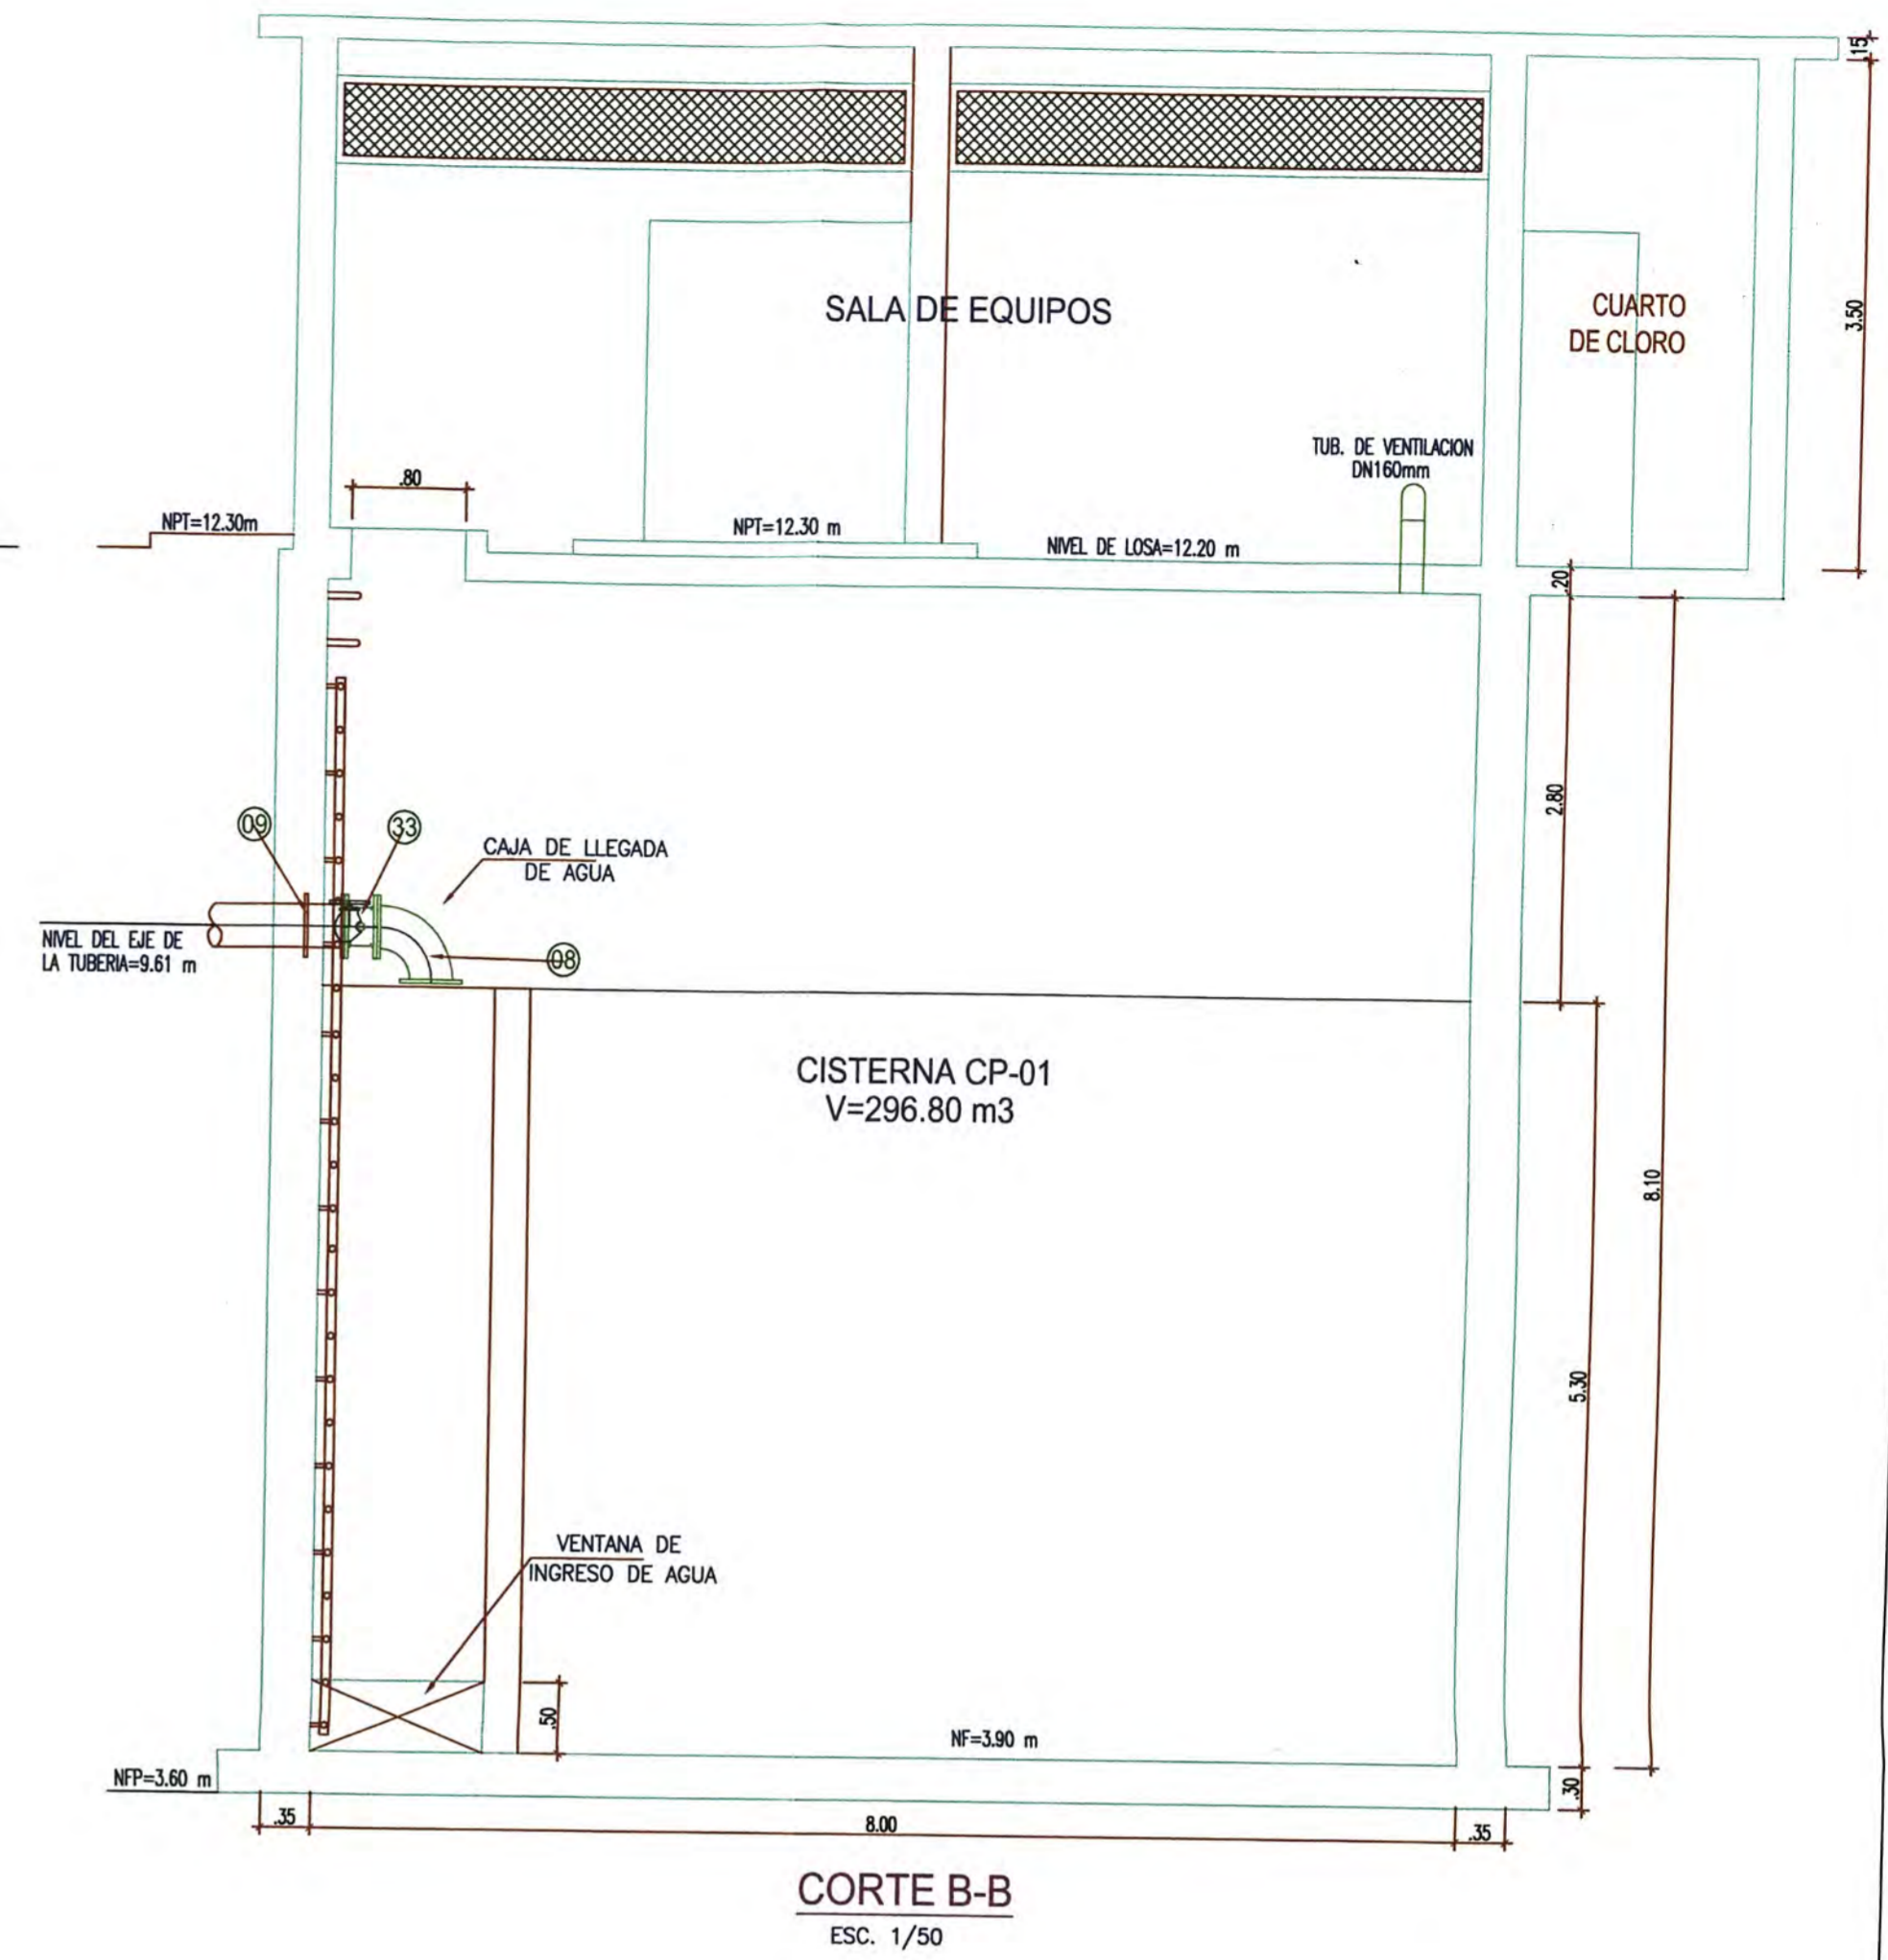 .15
3.50
SALA DE EQUIPOS
CUARTO
DE CLORO
TUB. DE VENTILACION
DN160mm
.80
NPT=12.30m
NPT=12.30 m
NIVEL DE LOSA=12.20 m
.20
2.80
09
33
CAJA DE LLEGADA
DE AGUA
NIVEL DEL EJE DE
LA TUBERIA=9.61 m
08
CISTERNA CP-01
V=296.80 m3
8.10
5.30
VENTANA DE
INGRESO DE AGUA
.50
NF=3.90 m
NFP=3.60 m
.30
.35
8.00
.35
CORTE B-B
ESC. 1/50